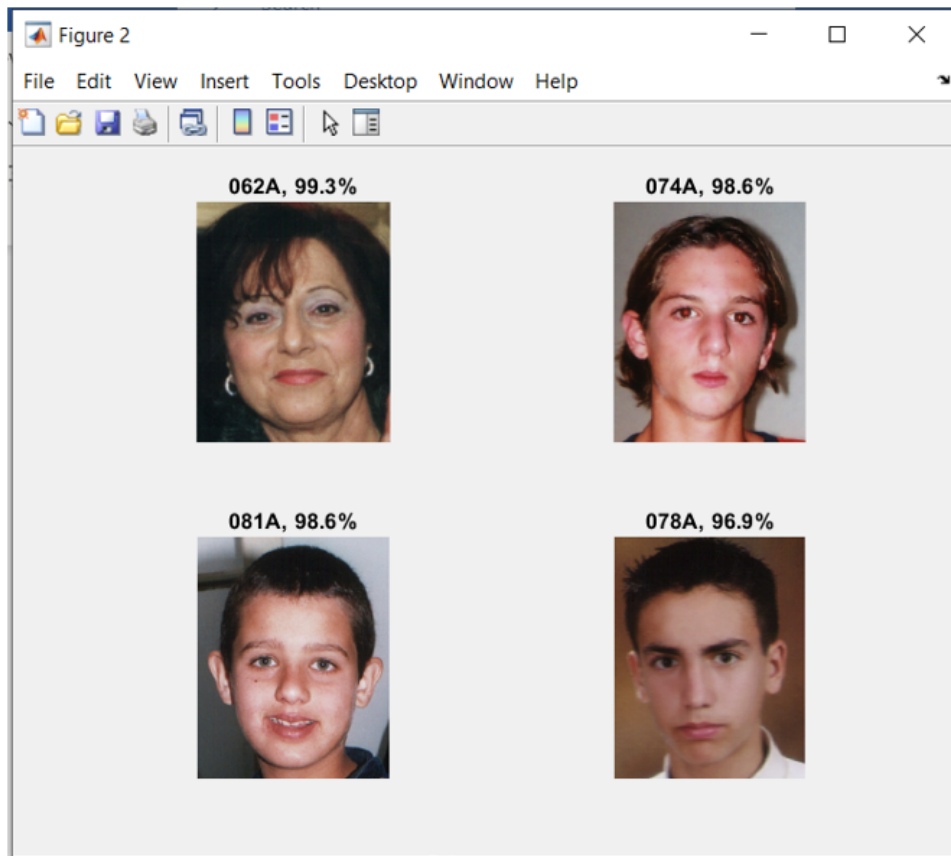 Figure 2
File Edit View Insert Tools Desktop Window Help
062A, 99.3% 074A, 98.6%
081A, 98.6% 078A, 96.9%